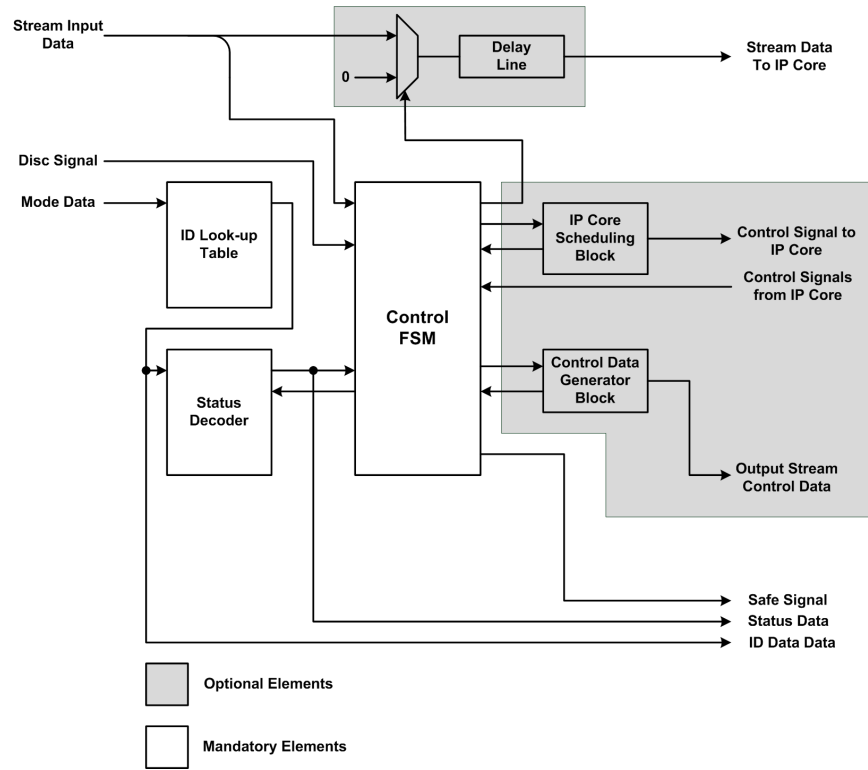 Stream Input
Data
Delay
Line
Stream Data
To IP Core
0
Disc Signal
Mode Data
ID Look-up
Table
IP Core
Scheduling
Block
Control Signal to
IP Core
Control Signals
from IP Core
Control
FSM
Status
Decoder
Control Data
Generator
Block
Output Stream
Control Data
Safe Signal
Status Data
ID Data Data
Optional Elements
Mandatory Elements